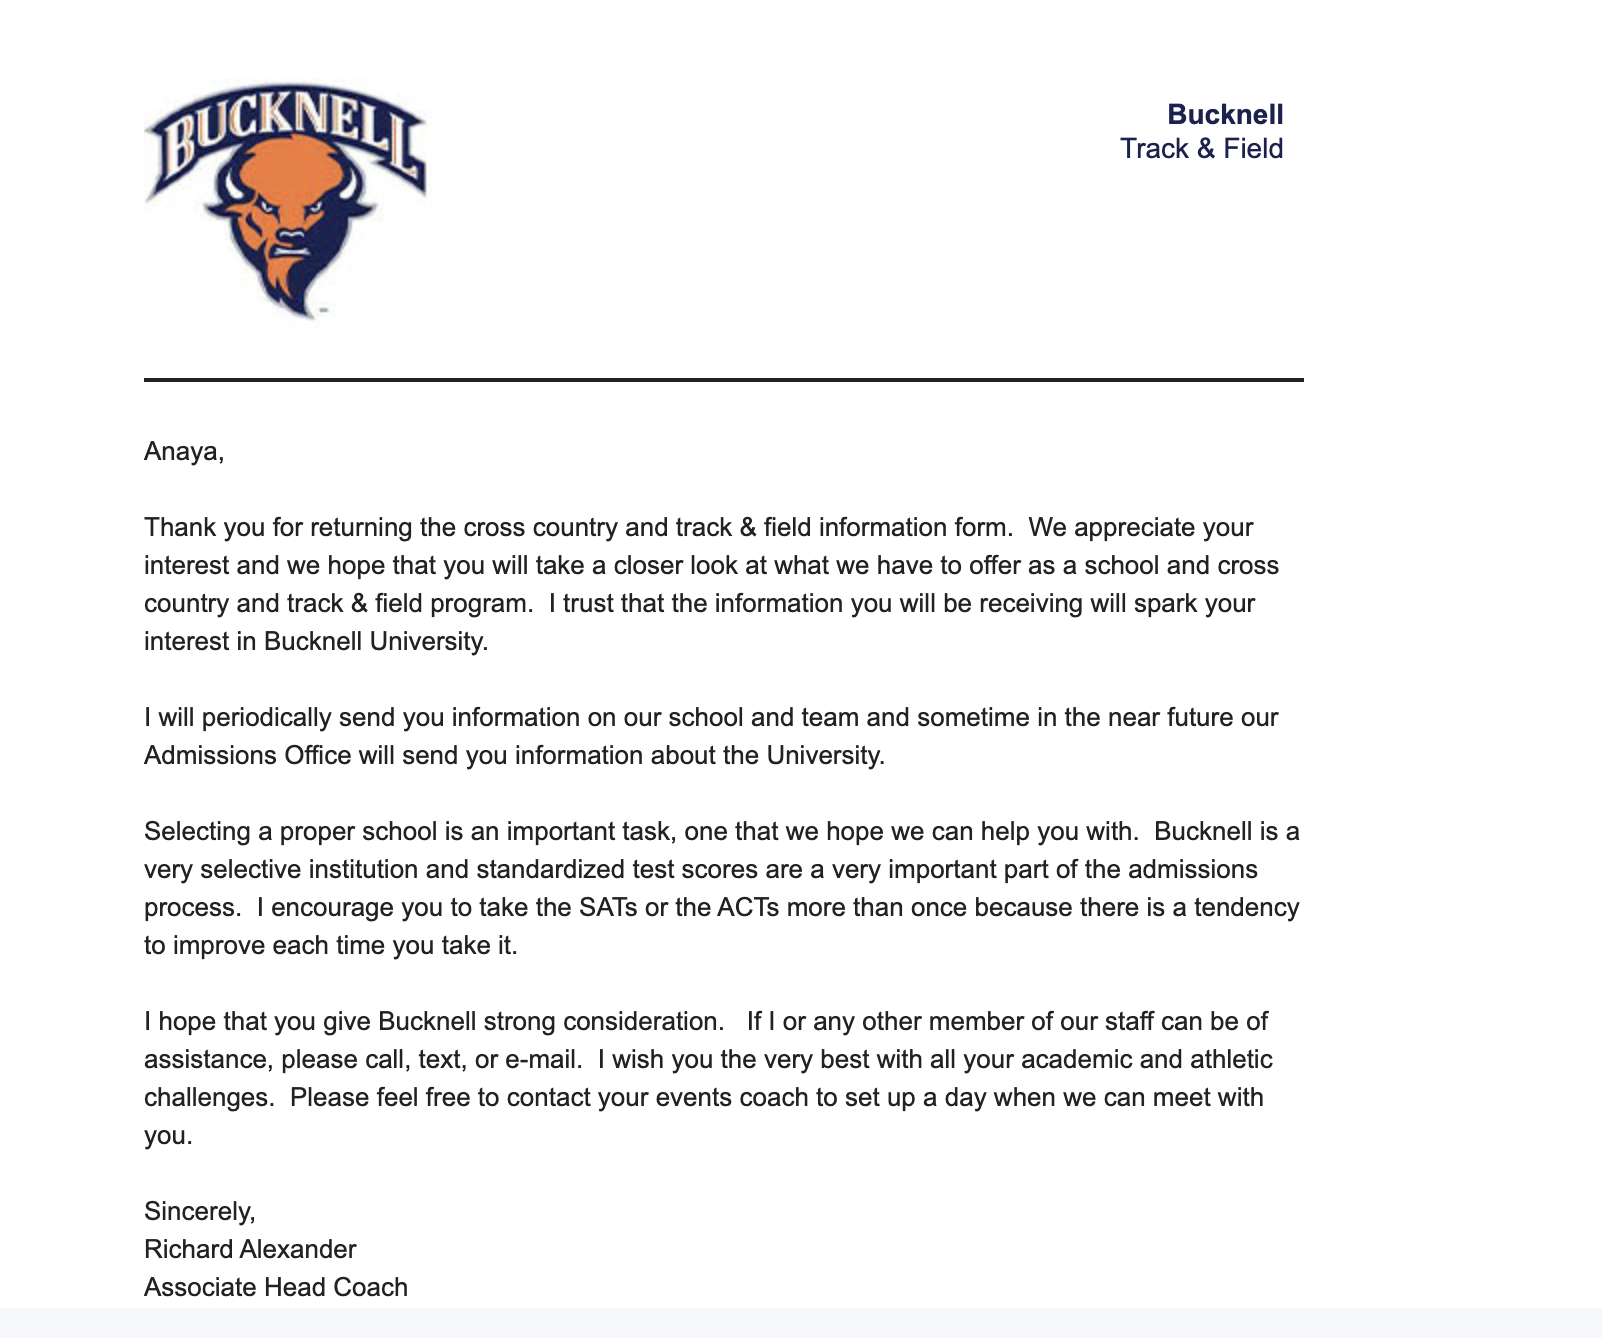 BUCKNELL
Bucknell
Track & Field
Anaya,
Thank you for returning the cross country and track & field information form.  We appreciate your
interest and we hope that you will take a closer look at what we have to offer as a school and cross
country and track & field program.  I trust that the information you will be receiving will spark your
interest in Bucknell University.
I will periodically send you information on our school and team and sometime in the near future our
Admissions Office will send you information about the University.
Selecting a proper school is an important task, one that we hope we can help you with.  Bucknell is a
very selective institution and standardized test scores are a very important part of the admissions
process.  I encourage you to take the SATs or the ACTs more than once because there is a tendency
to improve each time you take it.
I hope that you give Bucknell strong consideration.   If I or any other member of our staff can be of
assistance, please call, text, or e-mail.  I wish you the very best with all your academic and athletic
challenges.  Please feel free to contact your events coach to set up a day when we can meet with
you.
Sincerely,
Richard Alexander
Associate Head Coach